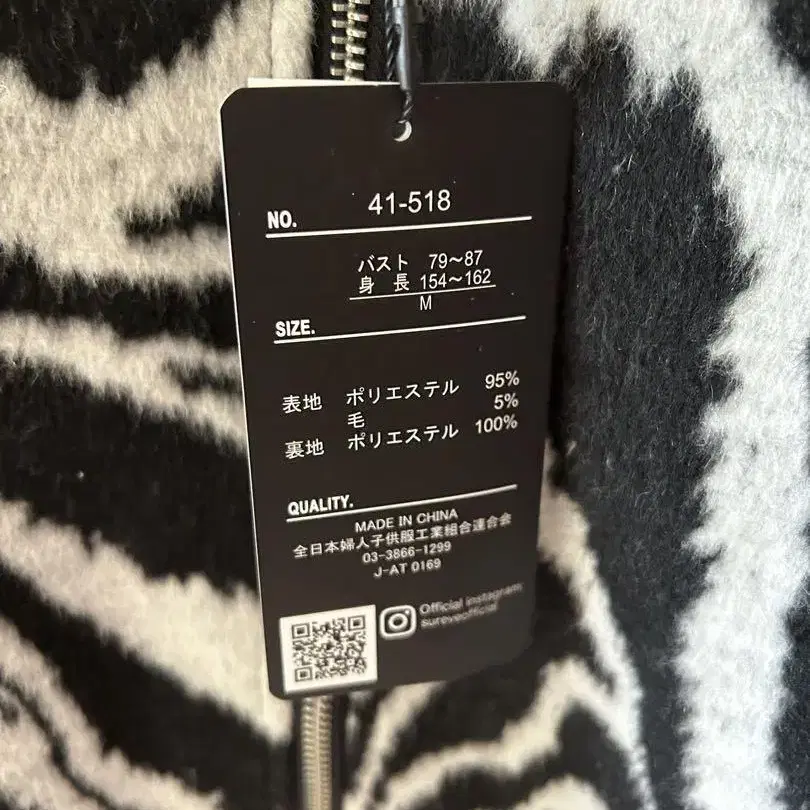 NO. 41-518
バスト 79～87
身 長 154～162
M
SIZE.
表地 ポリエステル 95%
毛 5%
裏地 ポリエステル 100%
QUALITY.
MADE IN CHINA
全日本婦人子供服工業組合連合会
03-3866-1299
J-AT 0169
Official instagram
sureveofficial